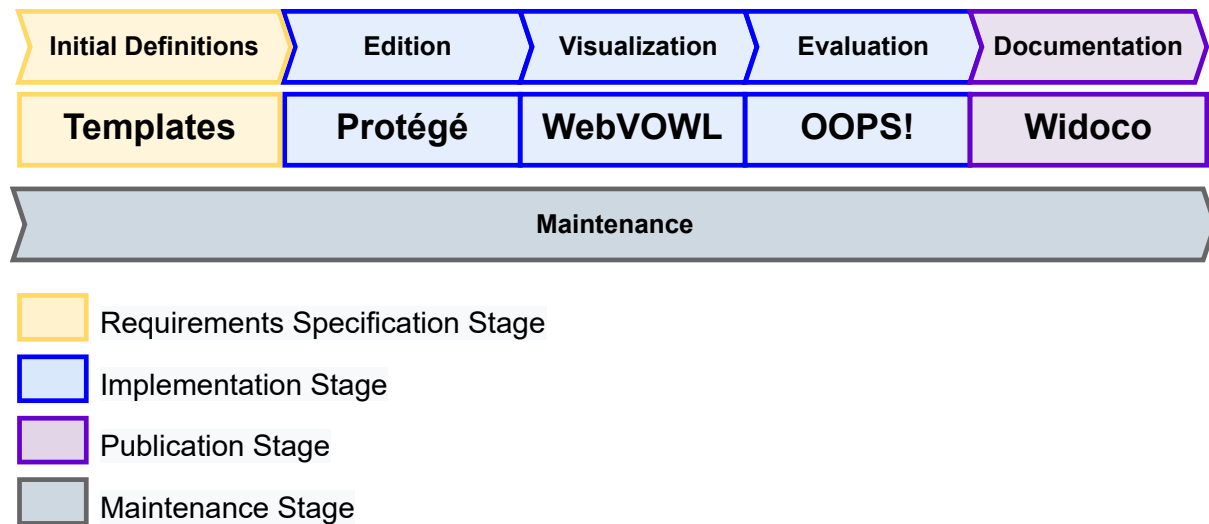 Initial Definitions Edition Visualization Evaluation Documentation
Templates Protégé WebVOWL OOPS! Widoco
Maintenance
Requirements Specification Stage
Implementation Stage
Publication Stage
Maintenance Stage